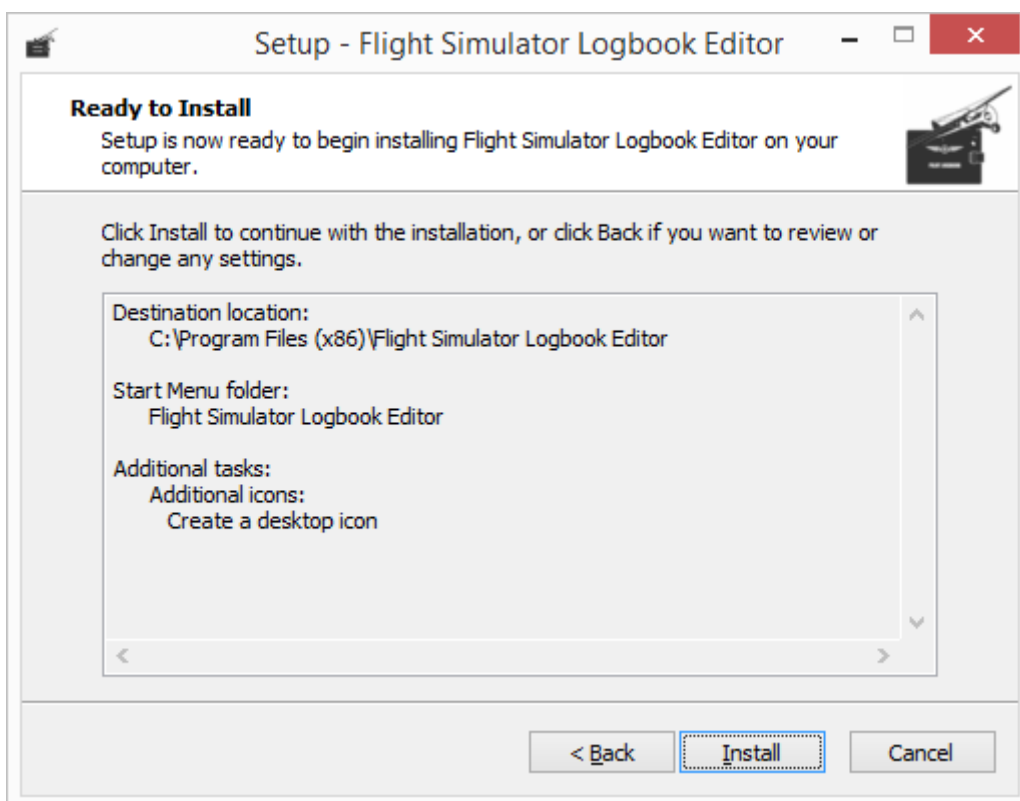 Setup - Flight Simulator Logbook Editor
Ready to Install
Setup is now ready to begin installing Flight Simulator Logbook Editor on your
computer.
Click Install to continue with the installation, or click Back if you want to review or
change any settings.
Destination location:
C:\Program Files (x86)\Flight Simulator Logbook Editor
Start Menu folder:
Flight Simulator Logbook Editor
Additional tasks:
Additional icons:
Create a desktop icon
< Back
Install
Cancel